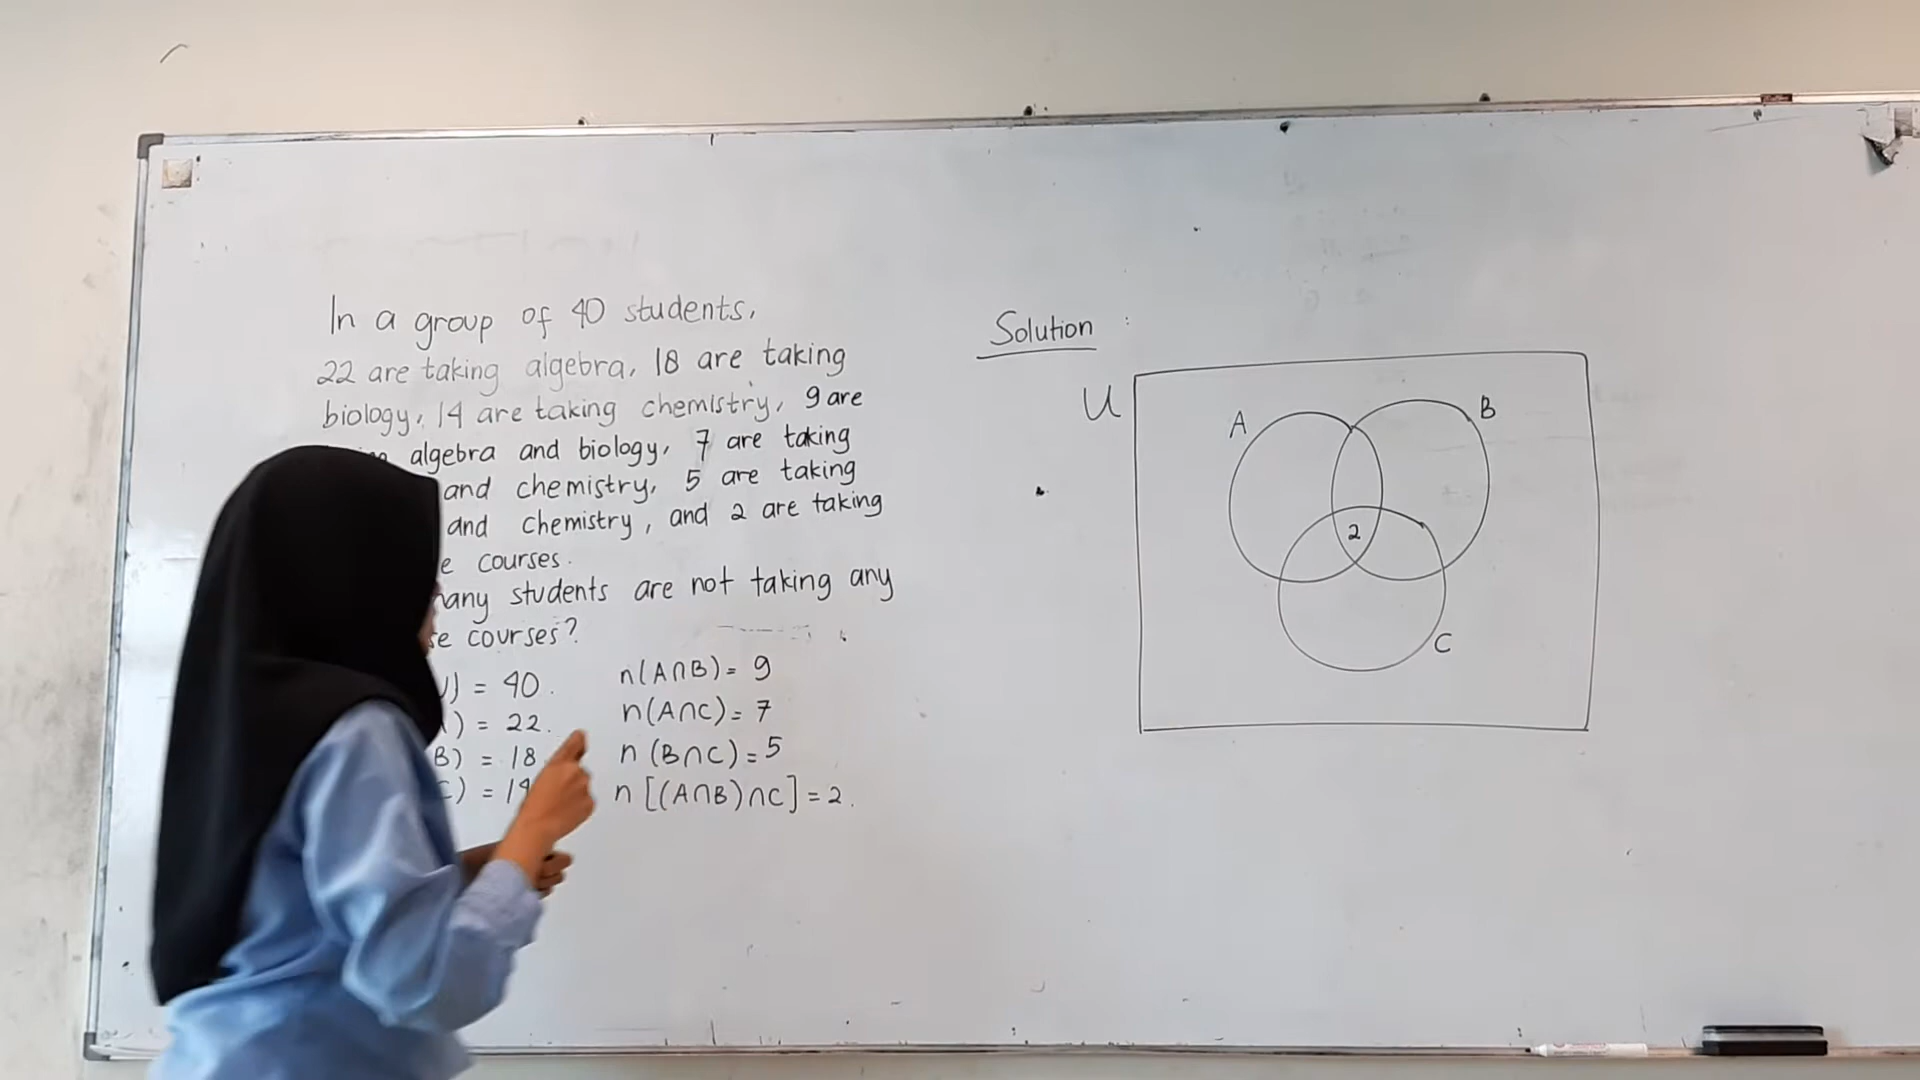 In a group of 40 students,
22 are taking algebra, 18 are taking
biology, 14 are taking chemistry, 9 are
algebra and biology, 7 are taking
and chemistry, 5 are taking
and chemistry, and 2 are taking
courses.
students are not taking any
courses?
= 40.
= 22.
B) = 18
= 14
n(A∩B) = 9
n(A∩C) = 7
n (B∩C) = 5
n [(A∩B)∩C] = 2.
Solution :
U
A
B
2
C